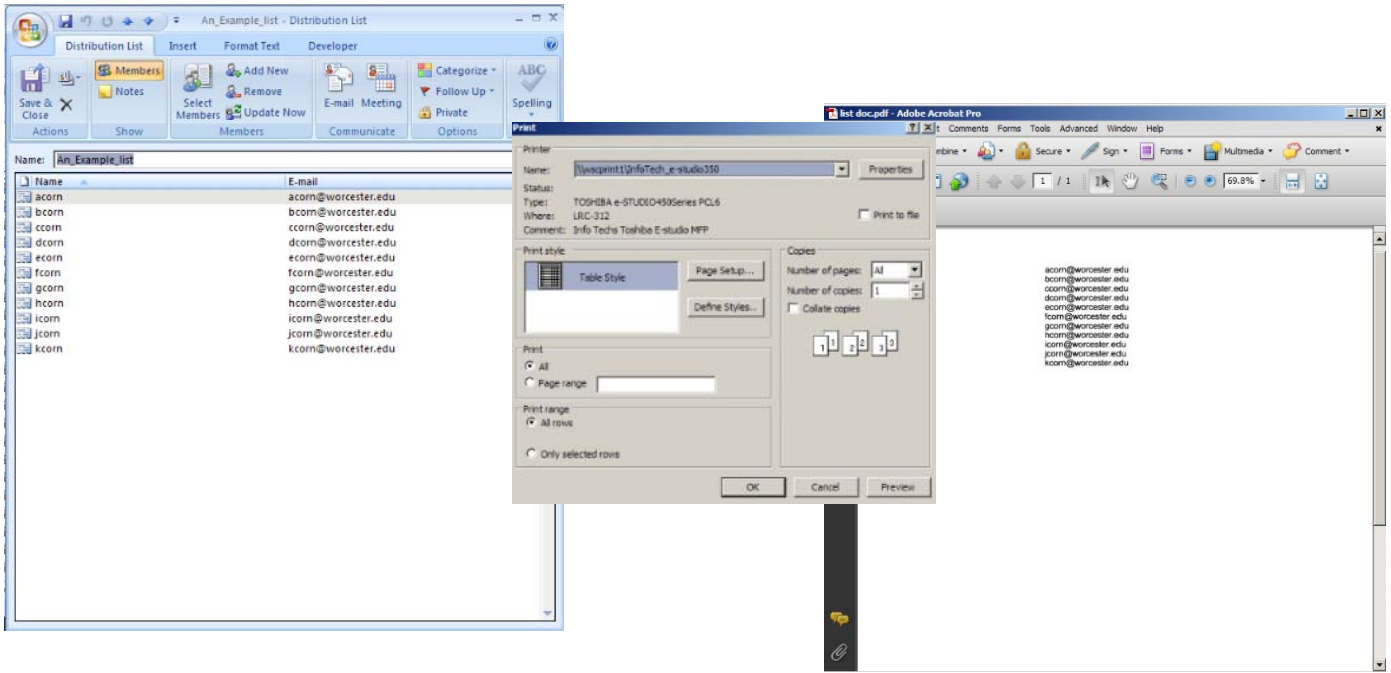 An_Example_list - Distribution List
Distribution List Insert Format Text Developer
Save & Close
Actions
Members
Notes
Show
Select Members
Add New
Remove
Update Now
Members
E-mail Meeting
Communicate
Categorize
Follow Up
Private
Options
ABC
Spelling
Name: An_Example_list
Name E-mail
acorn acorn@worcester.edu
bcorn bcorn@worcester.edu
ccorn ccorn@worcester.edu
dcorn dcorn@worcester.edu
ecorn ecorn@worcester.edu
fcorn fcorn@worcester.edu
gcorn gcorn@worcester.edu
hcorn hcorn@worcester.edu
icorn icorn@worcester.edu
jcorn jcorn@worcester.edu
kcorn kcorn@worcester.edu
Print
Printer
Name: \\wscprint1\InfoTech_e-studio350 Properties
Status:
Type: TOSHIBA e-STUDIO450Series PCL6
Where: LRC-312 Print to file
Comment: Info Techs Toshiba E-studio MFP
Print style
Table Style
Page Setup...
Define Styles...
Copies
Number of pages: All
Number of copies: 1
Collate copies
1 1 2 2 3 3
Print
All
Page range
Print range
All rows
Only selected rows
OK Cancel Preview
list doc.pdf - Adobe Acrobat Pro
Comments Forms Tools Advanced Window Help
Secure Sign Forms Multimedia Comment
1 / 1 69.8%
acorn@worcester.edu
bcorn@worcester.edu
ccorn@worcester.edu
dcorn@worcester.edu
ecorn@worcester.edu
fcorn@worcester.edu
gcorn@worcester.edu
hcorn@worcester.edu
icorn@worcester.edu
jcorn@worcester.edu
kcorn@worcester.edu